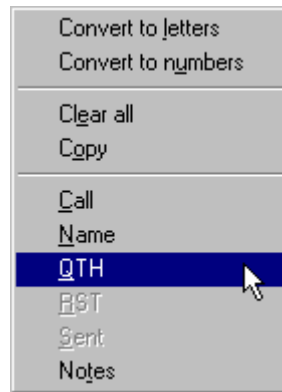 Convert to letters
Convert to numbers
Clear all
Copy
Call
Name
QTH
RST
Sent
Notes